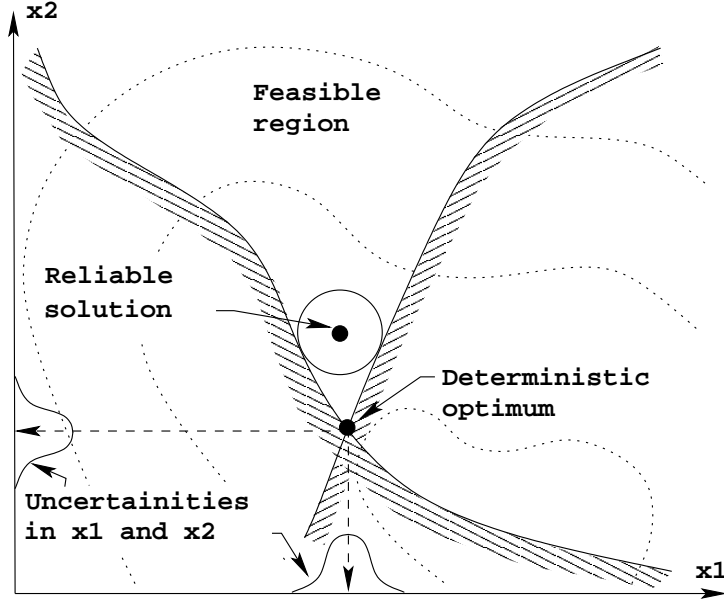 x2
Feasible
region
Reliable
solution
Deterministic
optimum
Uncertainities
in x1 and x2
x1